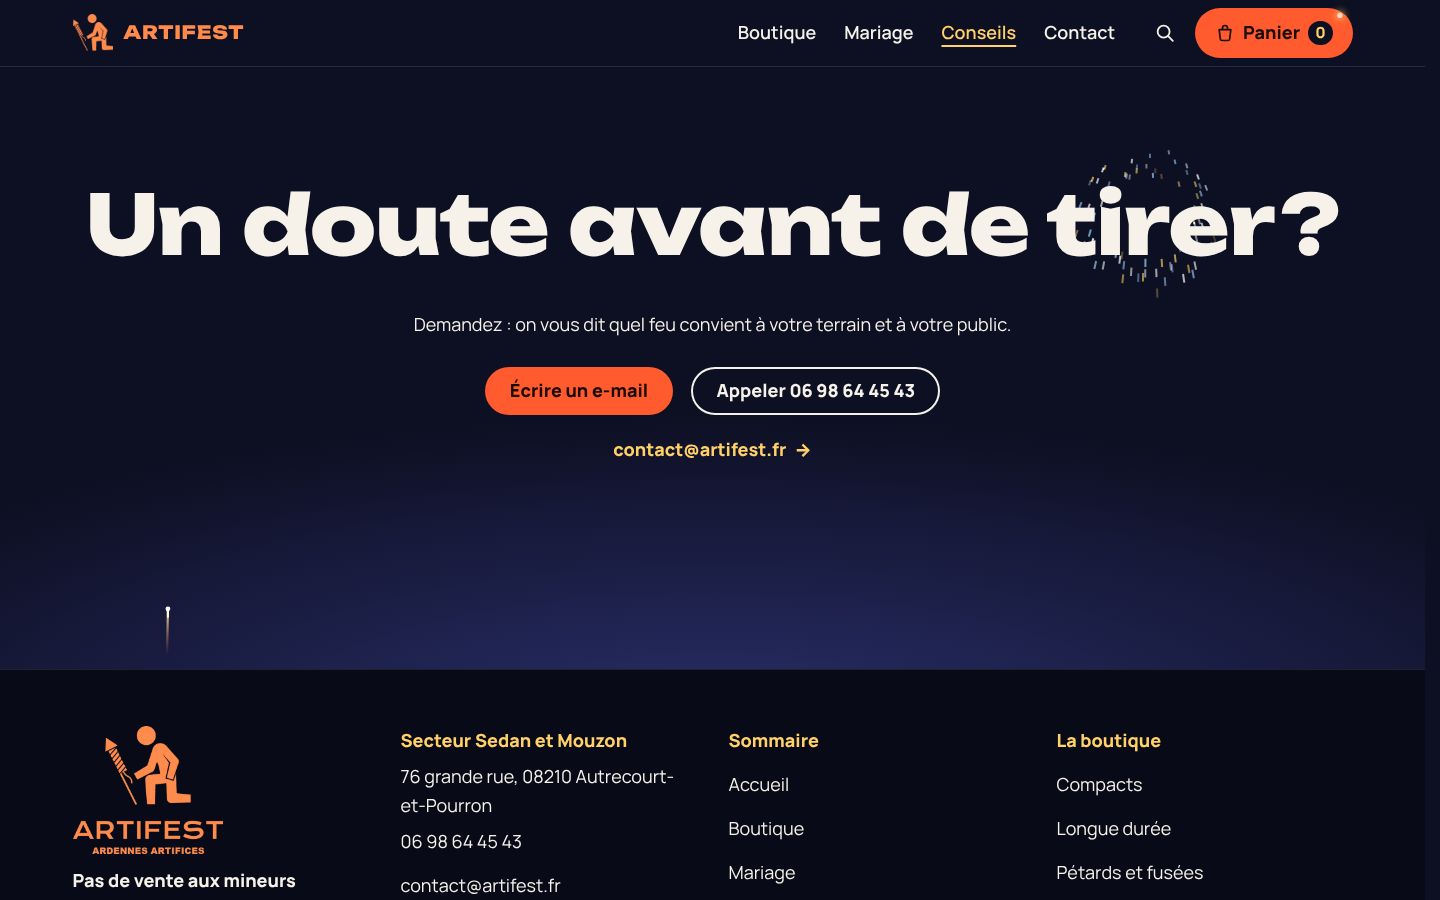 ARTIFEST
Boutique
Mariage
Conseils
Contact
Panier 0
Un doute avant de tirer ?
Demandez : on vous dit quel feu convient à votre terrain et à votre public.
Écrire un e-mail
Appeler 06 98 64 45 43
contact@artifest.fr →
ARTIFEST
ARDENNES ARTIFICES
Pas de vente aux mineurs
Secteur Sedan et Mouzon
76 grande rue, 08210 Autrecourt-
et-Pourron
06 98 64 45 43
contact@artifest.fr
Sommaire
Accueil
Boutique
Mariage
La boutique
Compacts
Longue durée
Pétards et fusées